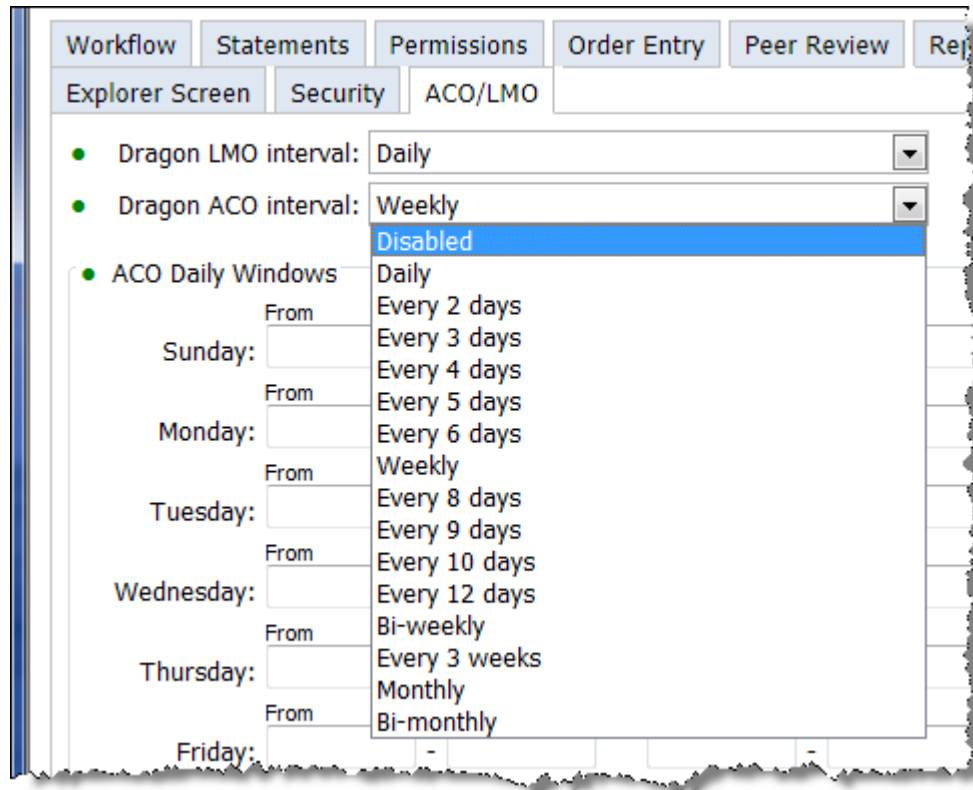 Workflow Statements Permissions Order Entry Peer Review
Explorer Screen Security ACO/LMO
Dragon LMO interval: Daily
Dragon ACO interval: Weekly
Disabled
ACO Daily Windows Daily
From Every 2 days
Sunday: Every 3 days
Every 4 days
From Every 5 days
Monday: Every 6 days
From Weekly
Tuesday: Every 8 days
Every 9 days
From Every 10 days
Wednesday: Every 12 days
From Bi-weekly
Thursday: Every 3 weeks
Monthly
From Bi-monthly
Friday: - -